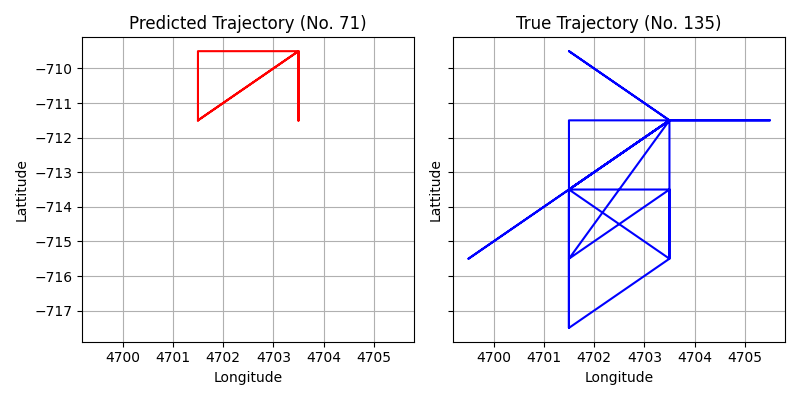 Predicted Trajectory (No. 71)
True Trajectory (No. 135)
−710
−711
−712
−713
−714
−715
−716
−717
Lattitude
Lattitude
4700 4701 4702 4703 4704 4705
4700 4701 4702 4703 4704 4705
Longitude
Longitude